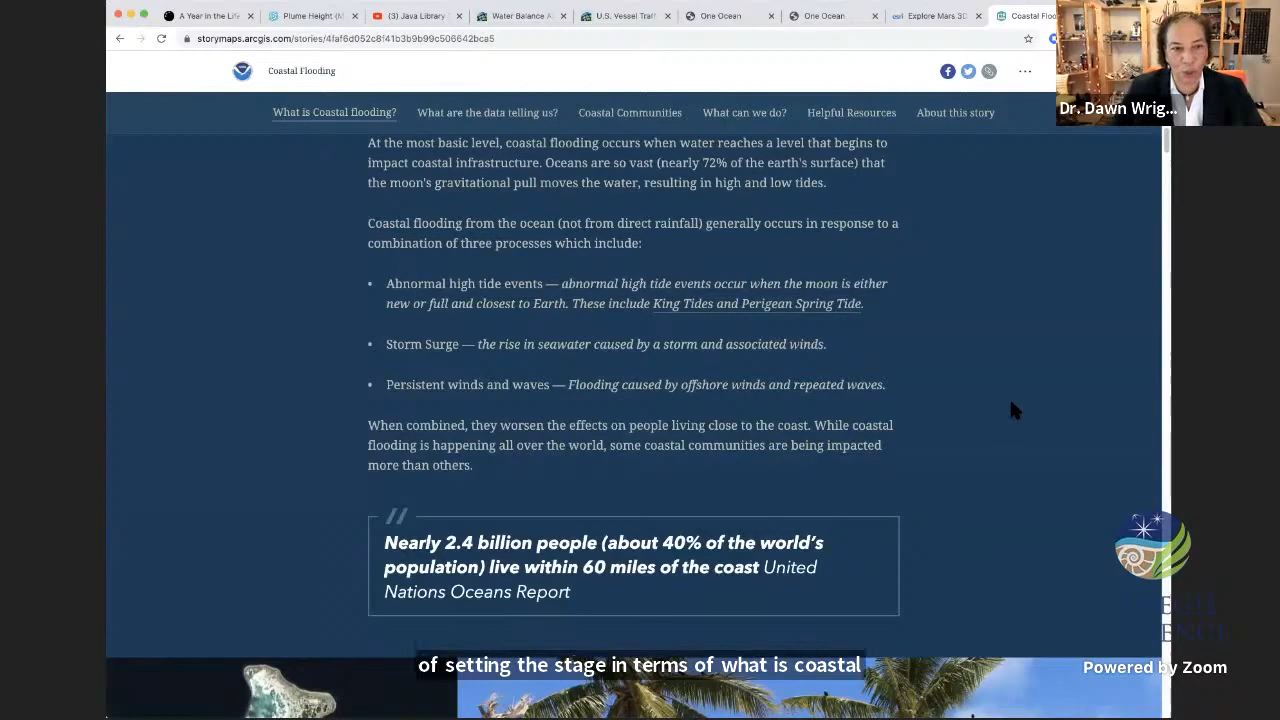 A Year in the Life
Plume Height (M
(3) Java Library
Water Balance A
U.S. Vessel Traf
One Ocean
One Ocean
Explore Mars 3D
Coastal Floo
storymaps.arcgis.com/stories/4faf6d052c8f41b3b9b99c506642bca5
Dr. Dawn Wrig...
Coastal Flooding
What is Coastal flooding?
What are the data telling us?
Coastal Communities
What can we do?
Helpful Resources
About this story
At the most basic level, coastal flooding occurs when water reaches a level that begins to
impact coastal infrastructure. Oceans are so vast (nearly 72% of the earth's surface) that
the moon's gravitational pull moves the water, resulting in high and low tides.
Coastal flooding from the ocean (not from direct rainfall) generally occurs in response to a
combination of three processes which include:
• Abnormal high tide events — abnormal high tide events occur when the moon is either
new or full and closest to Earth. These include King Tides and Perigean Spring Tide.
• Storm Surge — the rise in seawater caused by a storm and associated winds.
• Persistent winds and waves — Flooding caused by offshore winds and repeated waves.
When combined, they worsen the effects on people living close to the coast. While coastal
flooding is happening all over the world, some coastal communities are being impacted
more than others.
Nearly 2.4 billion people (about 40% of the world's
population) live within 60 miles of the coast United
Nations Oceans Report
of setting the stage in terms of what is coastal
Powered by Zoom